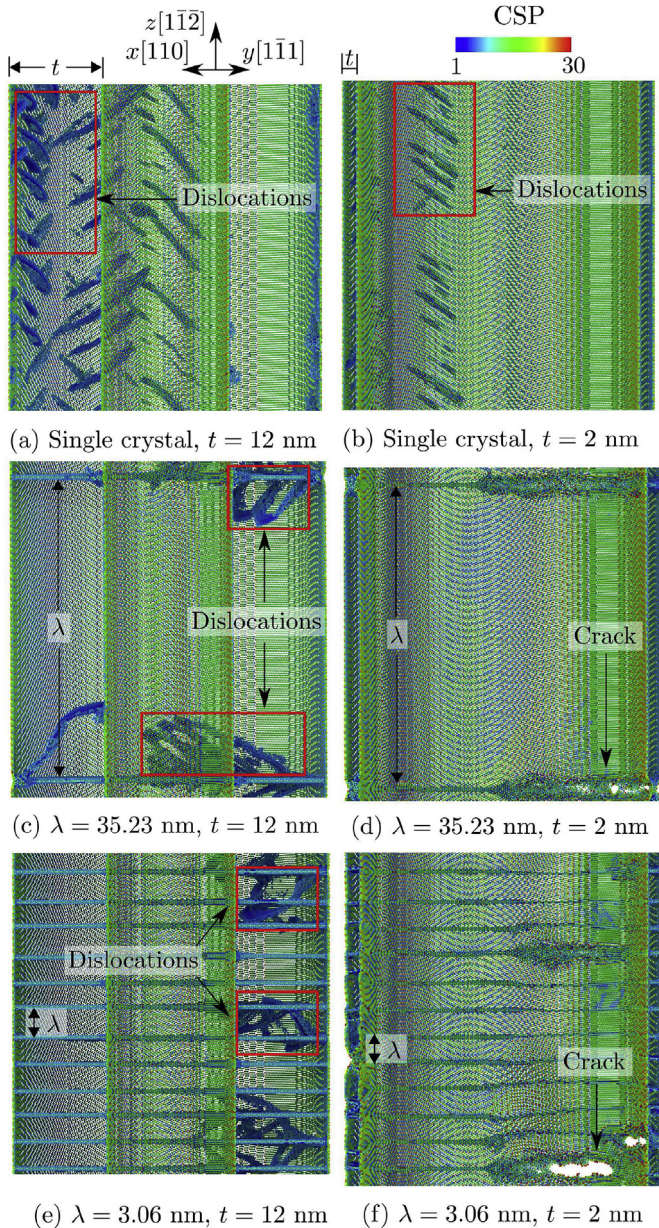 z[11̄2̄]
x[110]
y[11̄1]
t
CSP
1
30
t
Dislocations
Dislocations
(a) Single crystal, t = 12 nm
(b) Single crystal, t = 2 nm
λ
Dislocations
λ
Crack
(c) λ = 35.23 nm, t = 12 nm
(d) λ = 35.23 nm, t = 2 nm
Dislocations
λ
λ
Crack
(e) λ = 3.06 nm, t = 12 nm
(f) λ = 3.06 nm, t = 2 nm